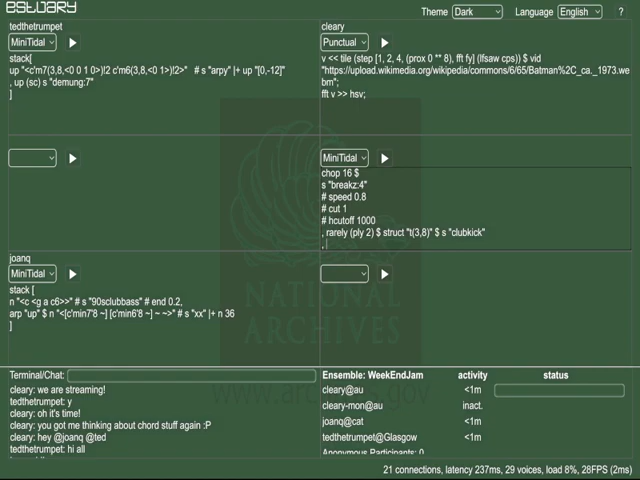 estuary
Theme Dark Language English ?
tedthetrumpet
MiniTidal
stack[
up "<c'm7(3,8,<0 0 1 0>)!2 c'm6(3,8,<0 1>)!2>" # s "arpy" |+ up "[0,-12]"
, up (sc) s "demung:7"
]
cleary
Punctual
v << tile (step [1, 2, 4, (prox 0 ** 8), fft fy] (lfsaw cps)) $ vid
"https://upload.wikimedia.org/wikipedia/commons/6/65/Batman%2C_ca._1973.we
bm";
fft v >> hsv;
MiniTidal
chop 16 $
s "breakz:4"
# speed 0.8
# cut 1
# hcutoff 1000
, rarely (ply 2) $ struct "t(3,8)" $ s "clubkick"
,
joanq
MiniTidal
stack [
n "<c <g a c6>>" # s "90sclubbass" # end 0.2,
arp "up" $ n "<[c'min7'8 ~] [c'min6'8 ~] ~ ~>" # s "xx" |+ n 36
]
NATIONAL
ARCHIVES
www.archives.gov
Terminal/Chat:
cleary: we are streaming!
tedthetrumpet: y
cleary: oh it's time!
cleary: you got me thinking about chord stuff again :P
cleary: hey @joanq @ted
tedthetrumpet: hi all
Ensemble: WeekEndJam activity status
cleary@au <1m
cleary-mon@au inact.
joanq@cat <1m
tedthetrumpet@Glasgow <1m
Anonymous Participants: 0
21 connections, latency 237ms, 29 voices, load 8%, 28FPS (2ms)